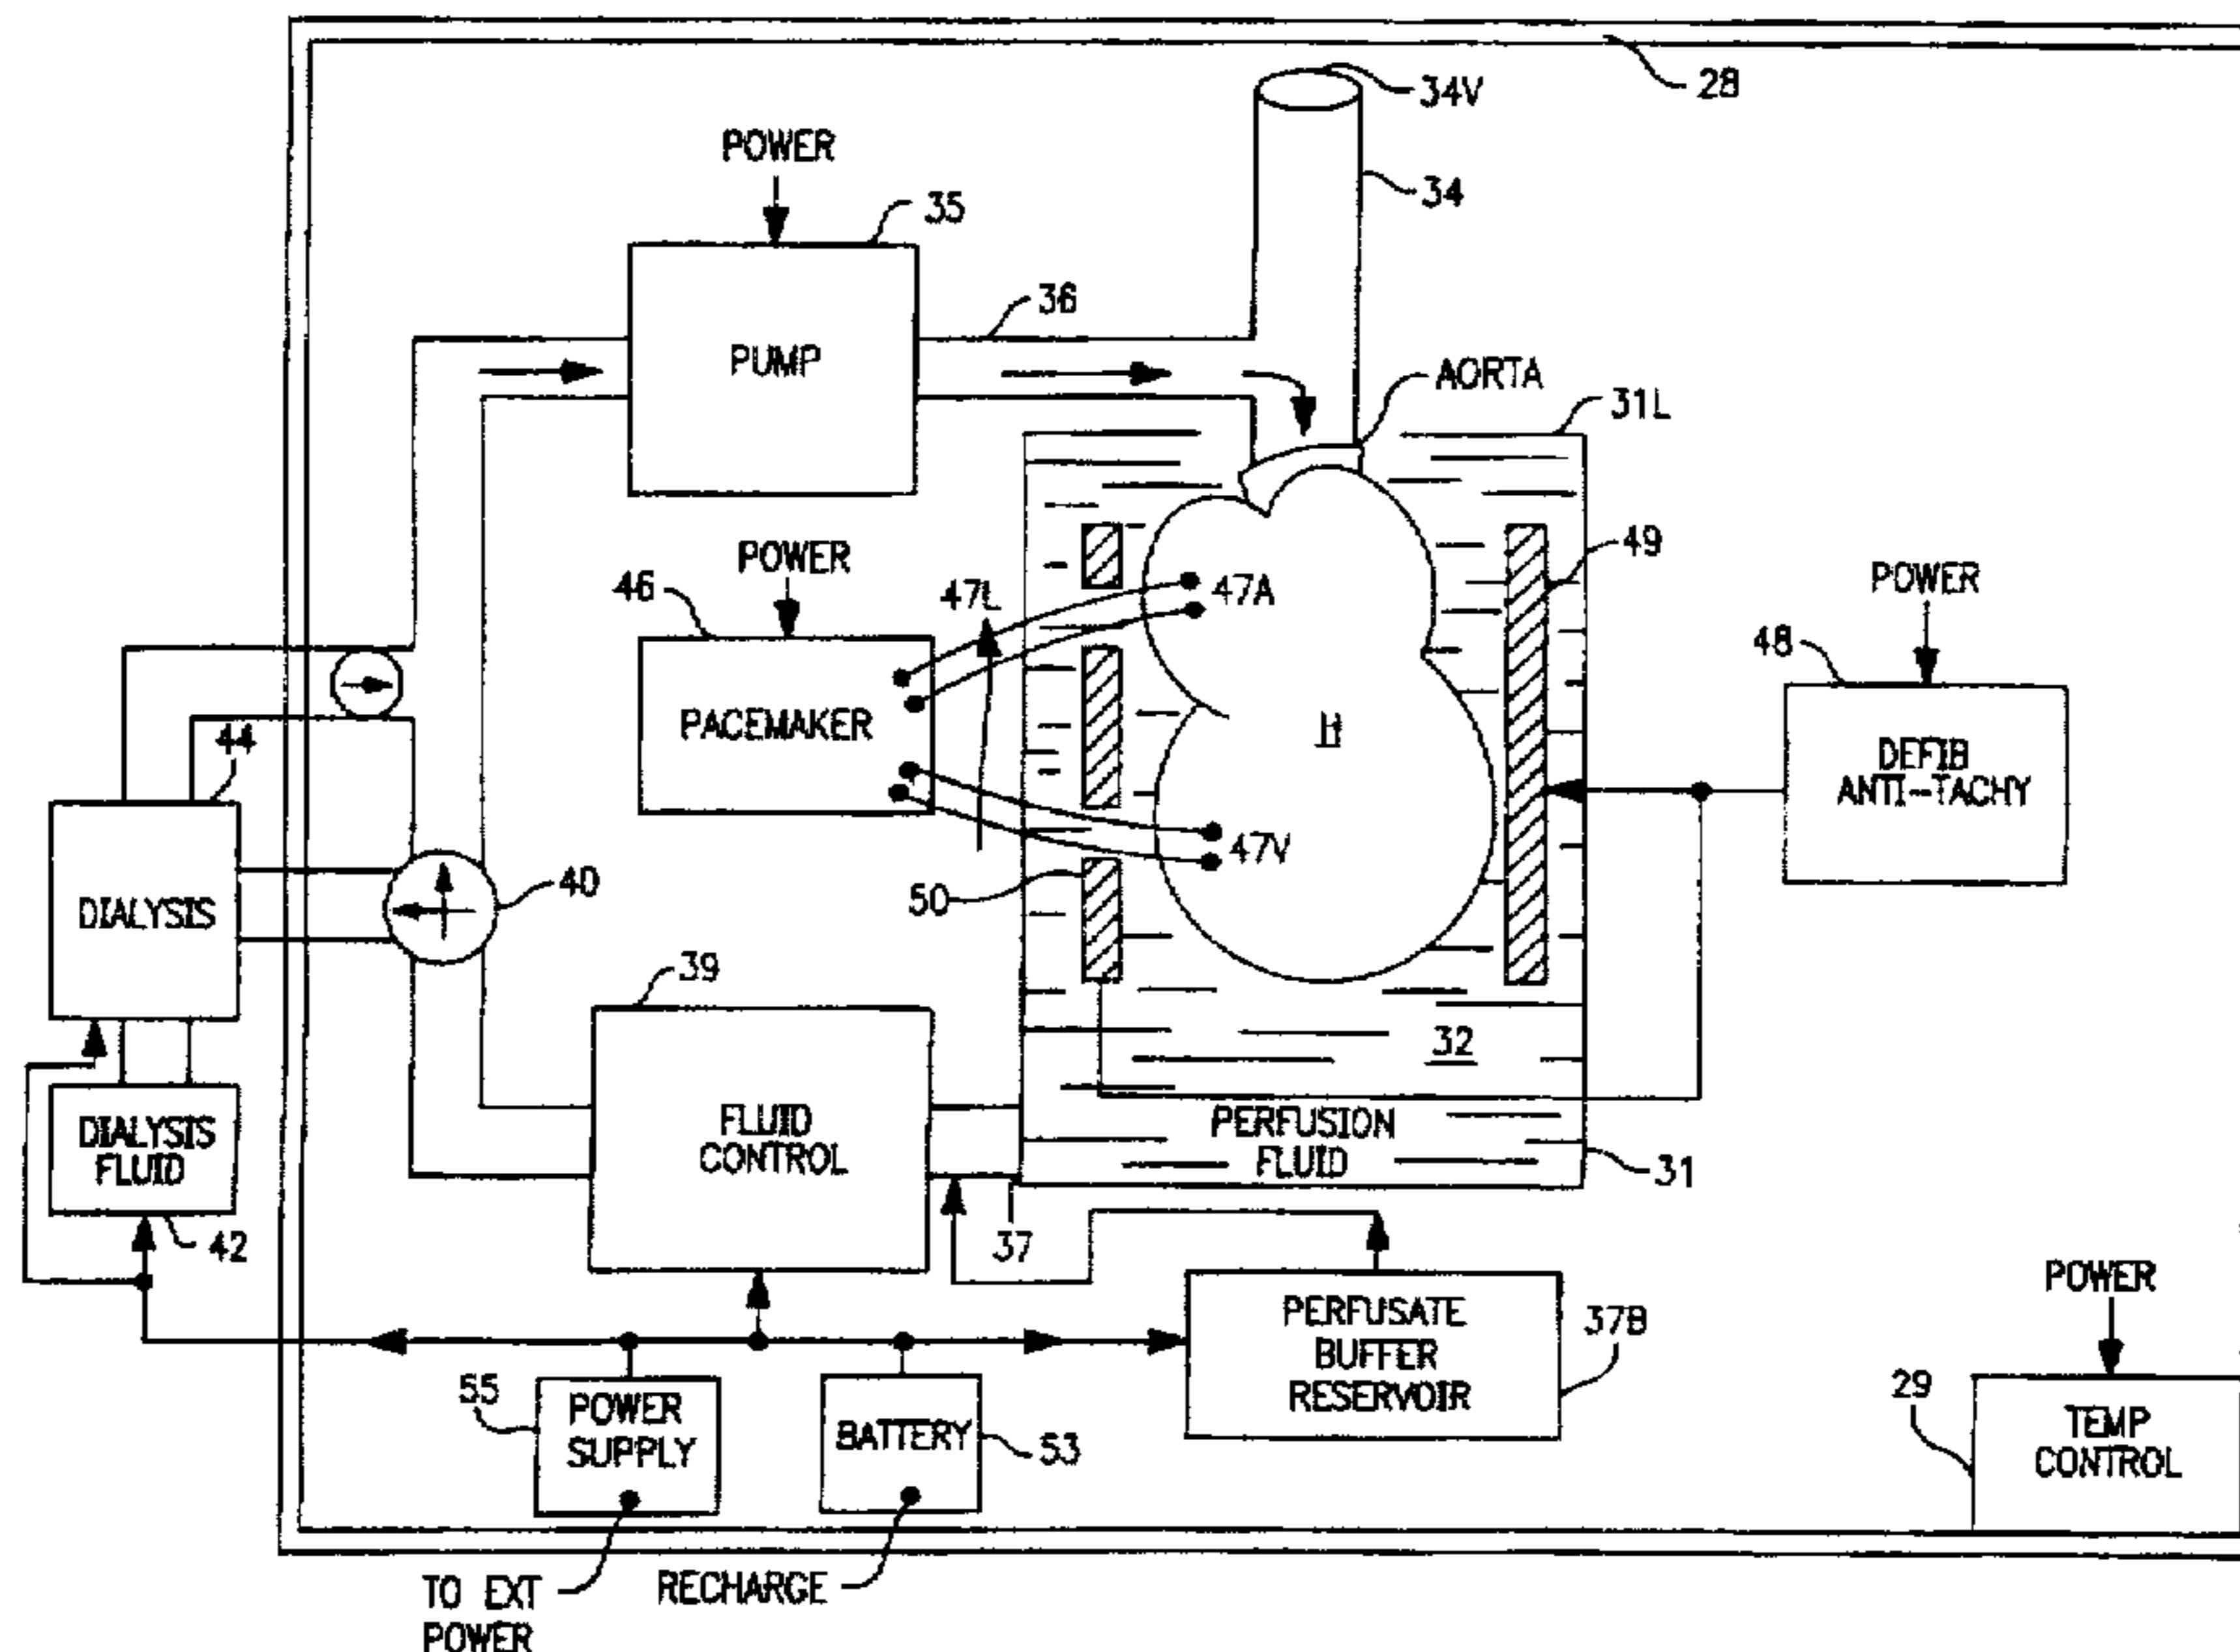 28
34V
POWER
34
35
36
PUMP
AORTA
31L
POWER
49
46
47L
47A
POWER
48
PACEMAKER
H
44
DEFIB
ANTI-TACHY
47V
40
50
DIALYSIS
39
32
DIALYSIS
FLUID
FLUID
CONTROL
PERFUSION
FLUID
31
42
37
POWER
PERFUSATE
BUFFER
RESERVOIR
37B
55
POWER
SUPPLY
BATTERY
53
29
TEMP
CONTROL
TO EXT
POWER
RECHARGE